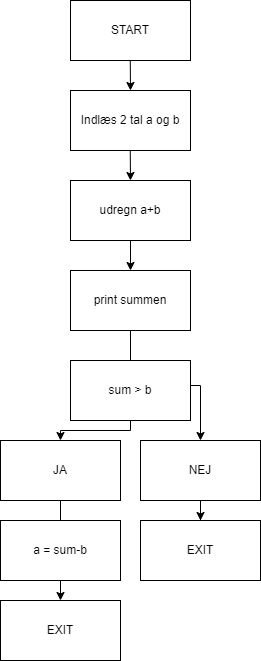 START
Indlæs 2 tal a og b
udregn a+b
print summen
sum > b
JA
NEJ
a = sum-b
EXIT
EXIT